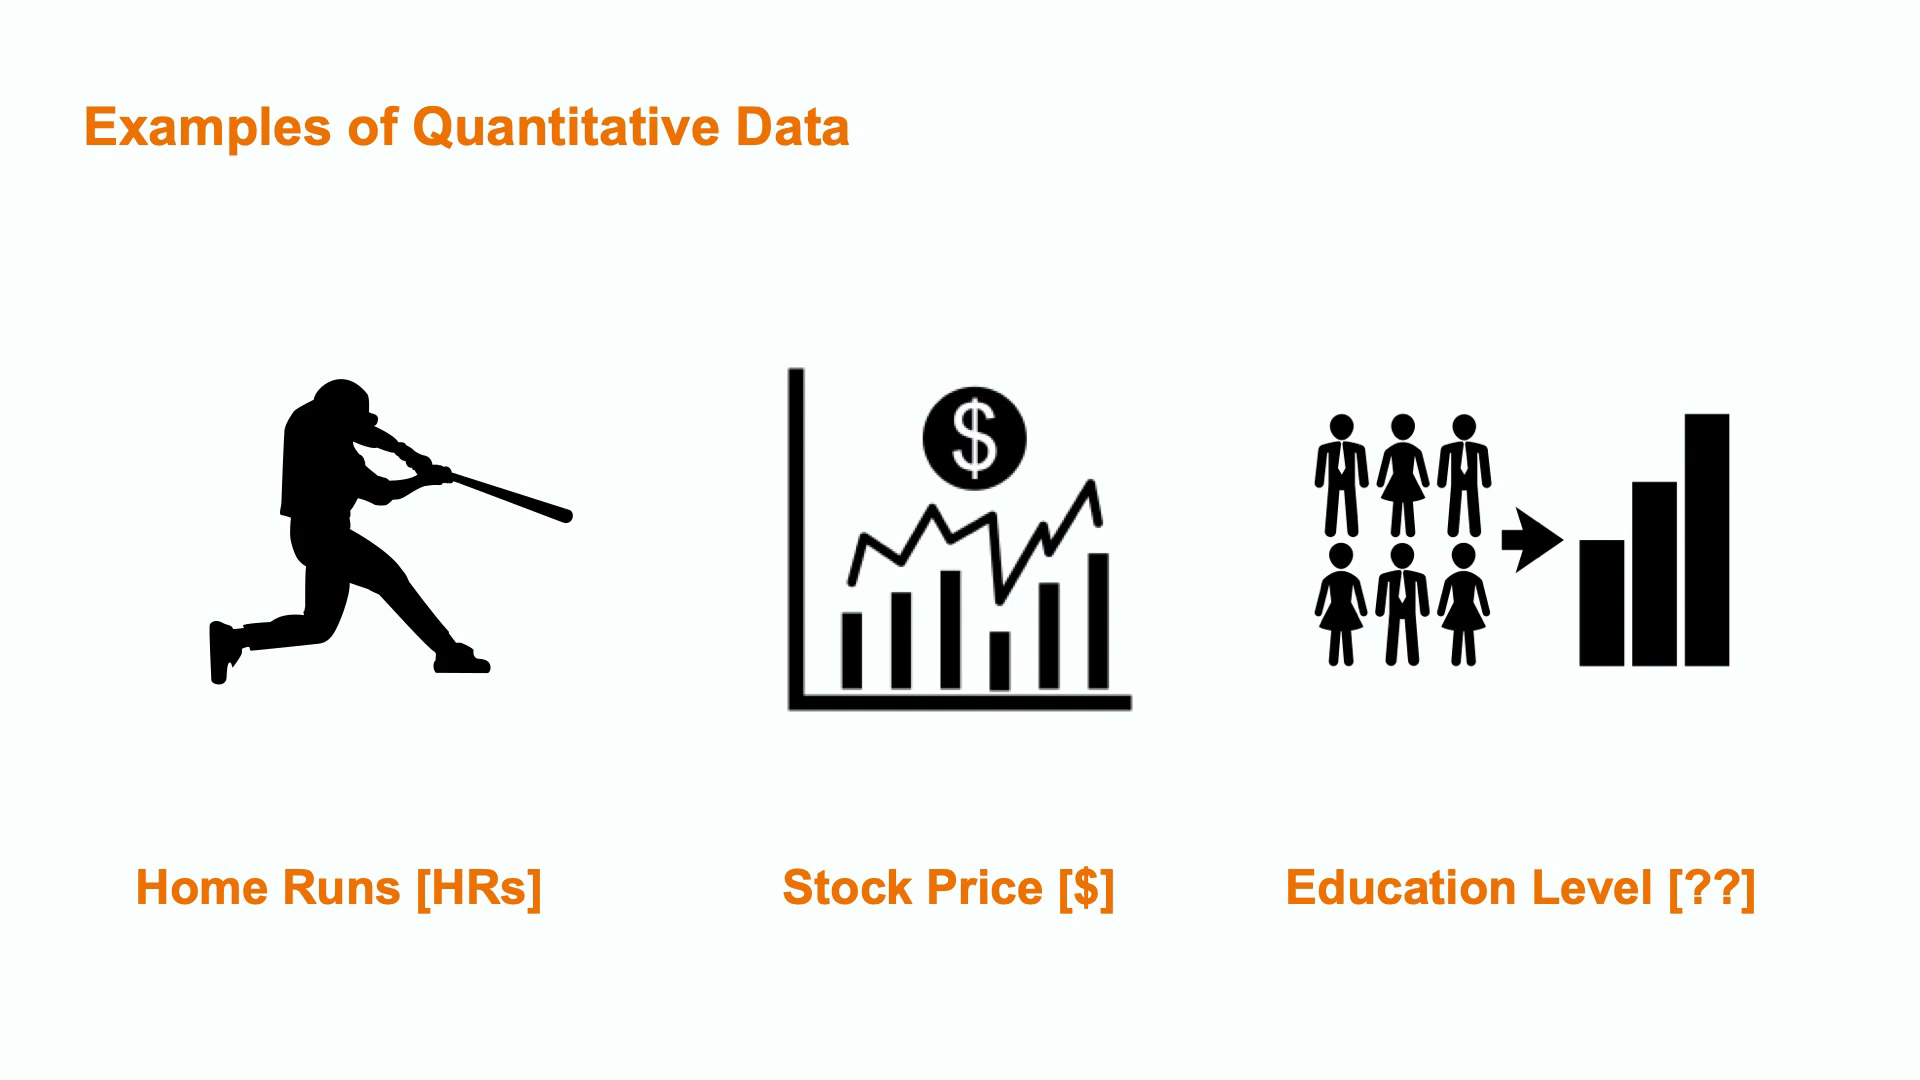 Examples of Quantitative Data
$
Home Runs [HRs]
Stock Price [$]
Education Level [??]